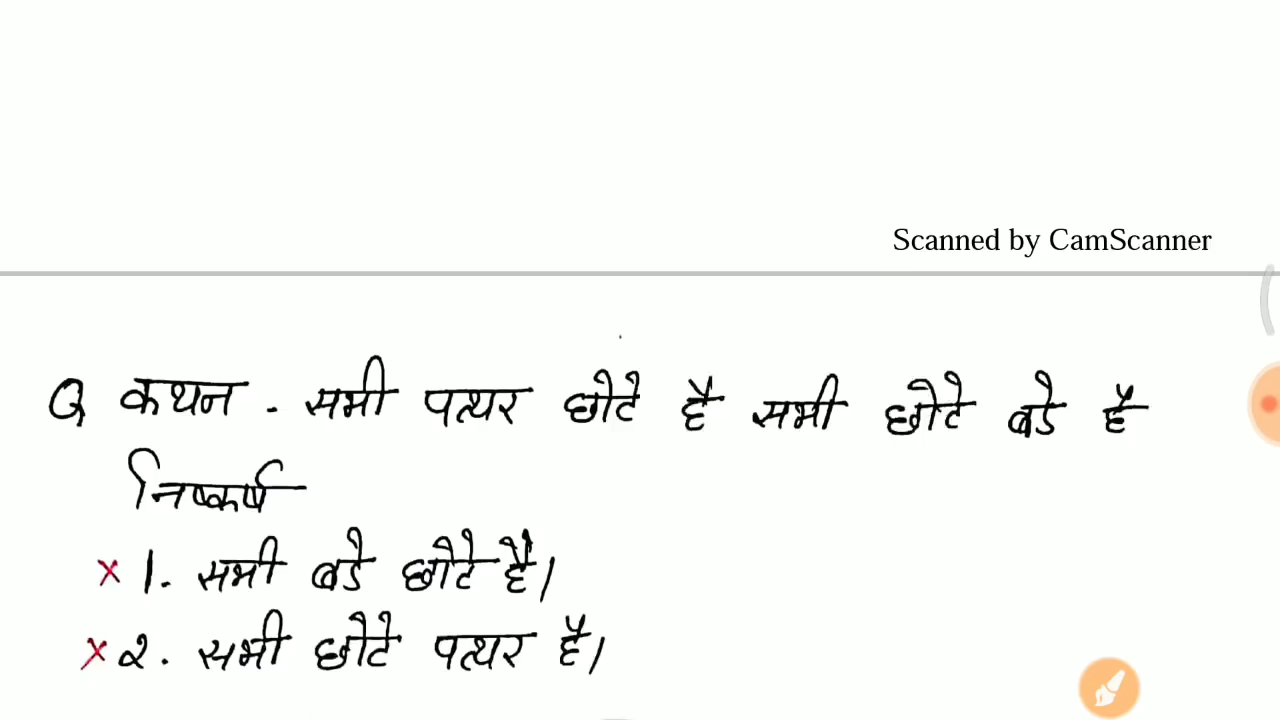 Scanned by CamScanner
Q कथन - सभी पत्थर छोटे है सभी छोटे बडे है
निष्कर्ष
× 1. सभी बडे छोटे है।
× 2. सभी छोटे पत्थर है।